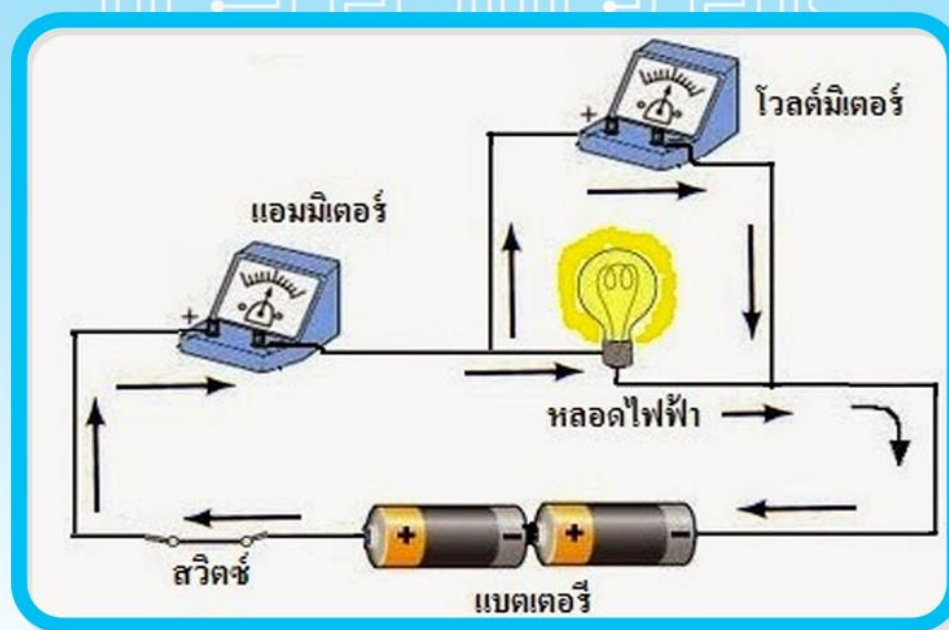 โวลต์มิเตอร์
+
แอมมิเตอร์
+
หลอดไฟฟ้า
+ − + −
สวิตช์
แบตเตอรี่